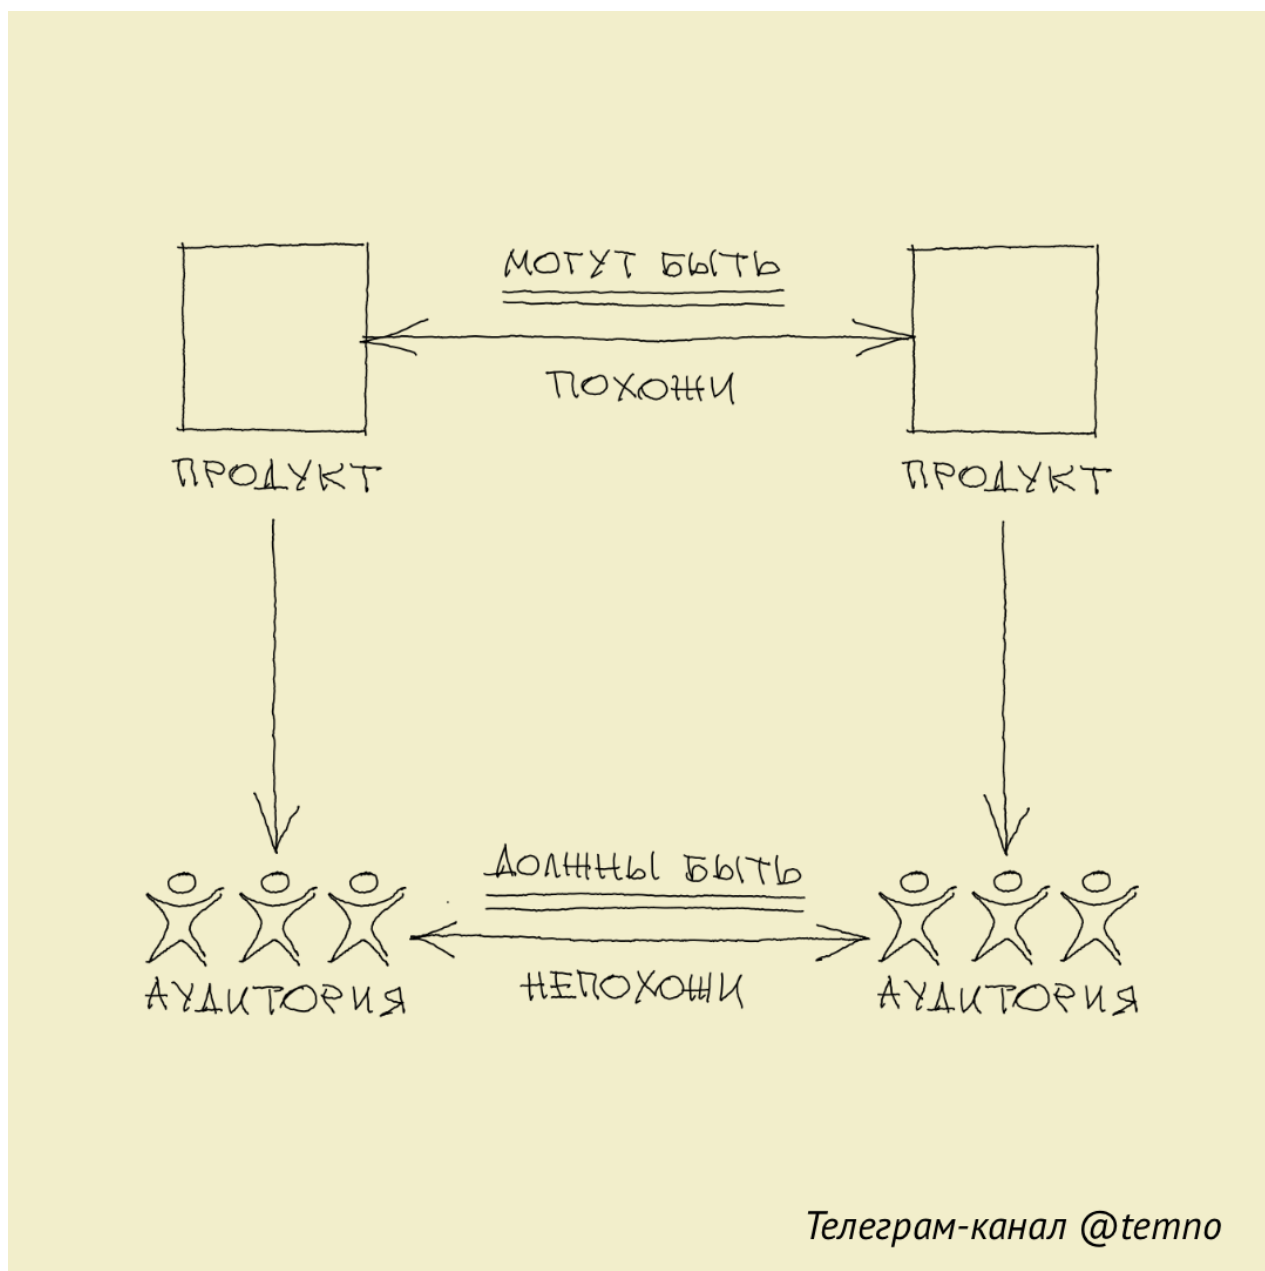 МОГУТ БЫТЬ
ПОХОЖИ
ПРОДУКТ
ПРОДУКТ
ДОЛЖНЫ БЫТЬ
НЕПОХОЖИ
АУДИТОРИЯ
АУДИТОРИЯ
Телеграм-канал @temno